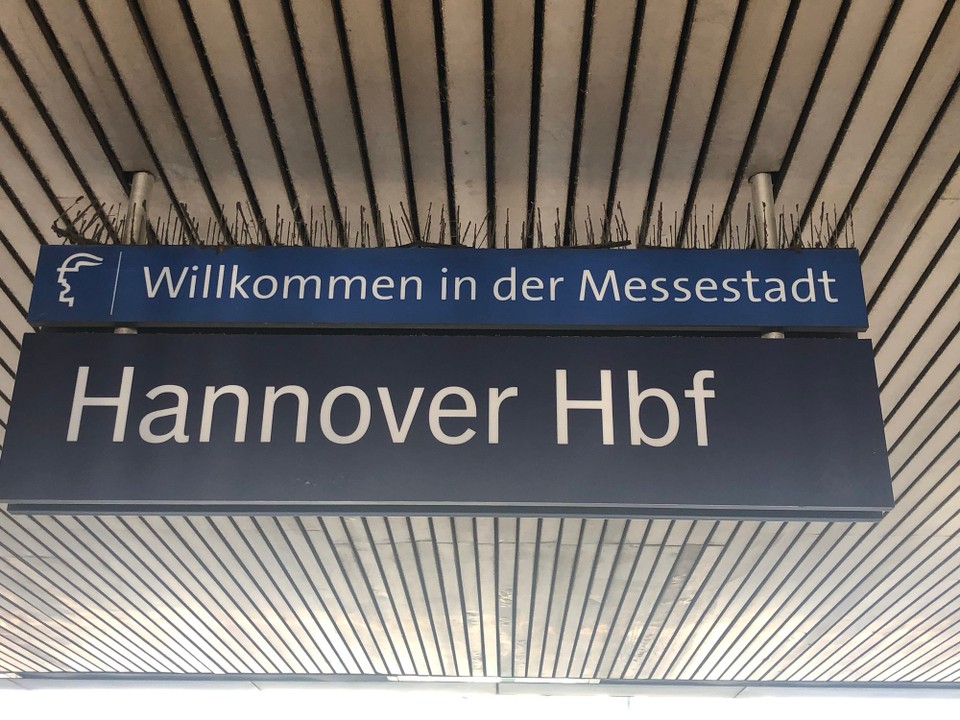 Willkommen in der Messestadt
Hannover Hbf